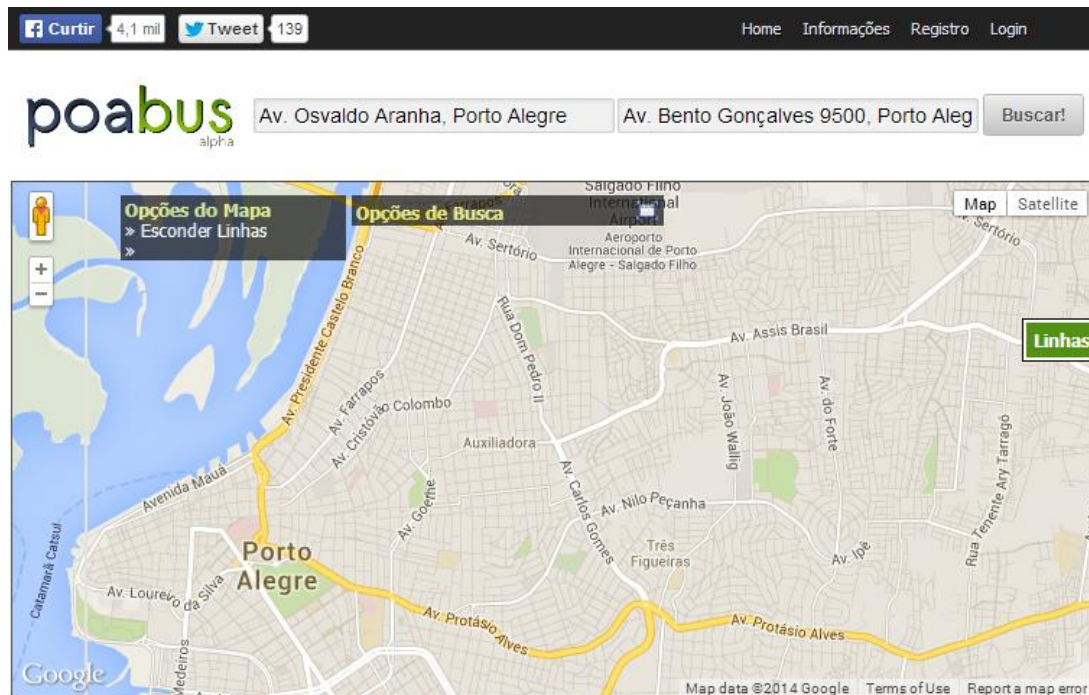 Curtir 4,1 mil Tweet 139 Home Informações Registro Login
poabus
alpha
Av. Osvaldo Aranha, Porto Alegre Av. Bento Gonçalves 9500, Porto Aleg Buscar!
Opções do Mapa
» Esconder Linhas
»
Opções de Busca
Map Satellite
Salgado Filho
International
Airport
Aeroporto
Internacional de Porto
Alegre - Salgado Filho
Farrapos
Av. Sertório
Sertório
+
−
Av. Presidente Castelo Branco
Rua Dom Pedro II
Av. Assis Brasil
Linhas
Av. Farrapos
Av. Cristóvão Colombo
Av. João Wallig
Av. do Forte
Auxiliadora
Rua Tenente Ary Tarrago
Avenida Mauá
Av. Goethe
Av. Carlos Gomes
Av. Nilo Peçanha
Três
Figueiras
Av. Ipê
Catamarã Catsul
Porto
Alegre
Av. Loureiro da Silva
Av. Protásio Alves
Av. Protásio Alves
Medeiros
Google
Map data ©2014 Google Terms of Use Report a map error